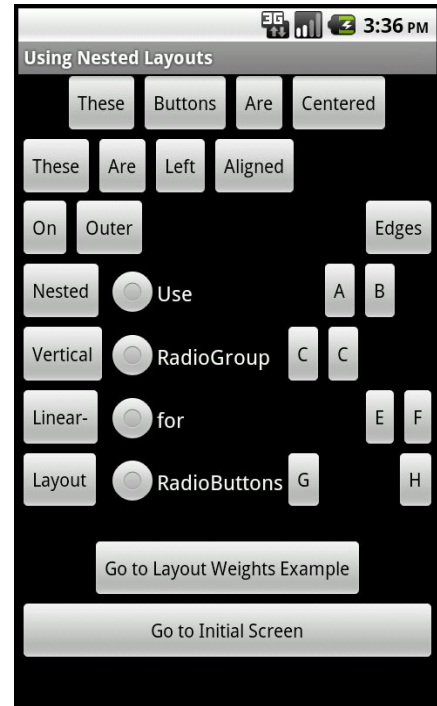 3G 3:36 PM
Using Nested Layouts
These Buttons Are Centered
These Are Left Aligned
On Outer Edges
Nested Use A B
Vertical RadioGroup C C
Linear- for E F
Layout RadioButtons G H
Go to Layout Weights Example
Go to Initial Screen